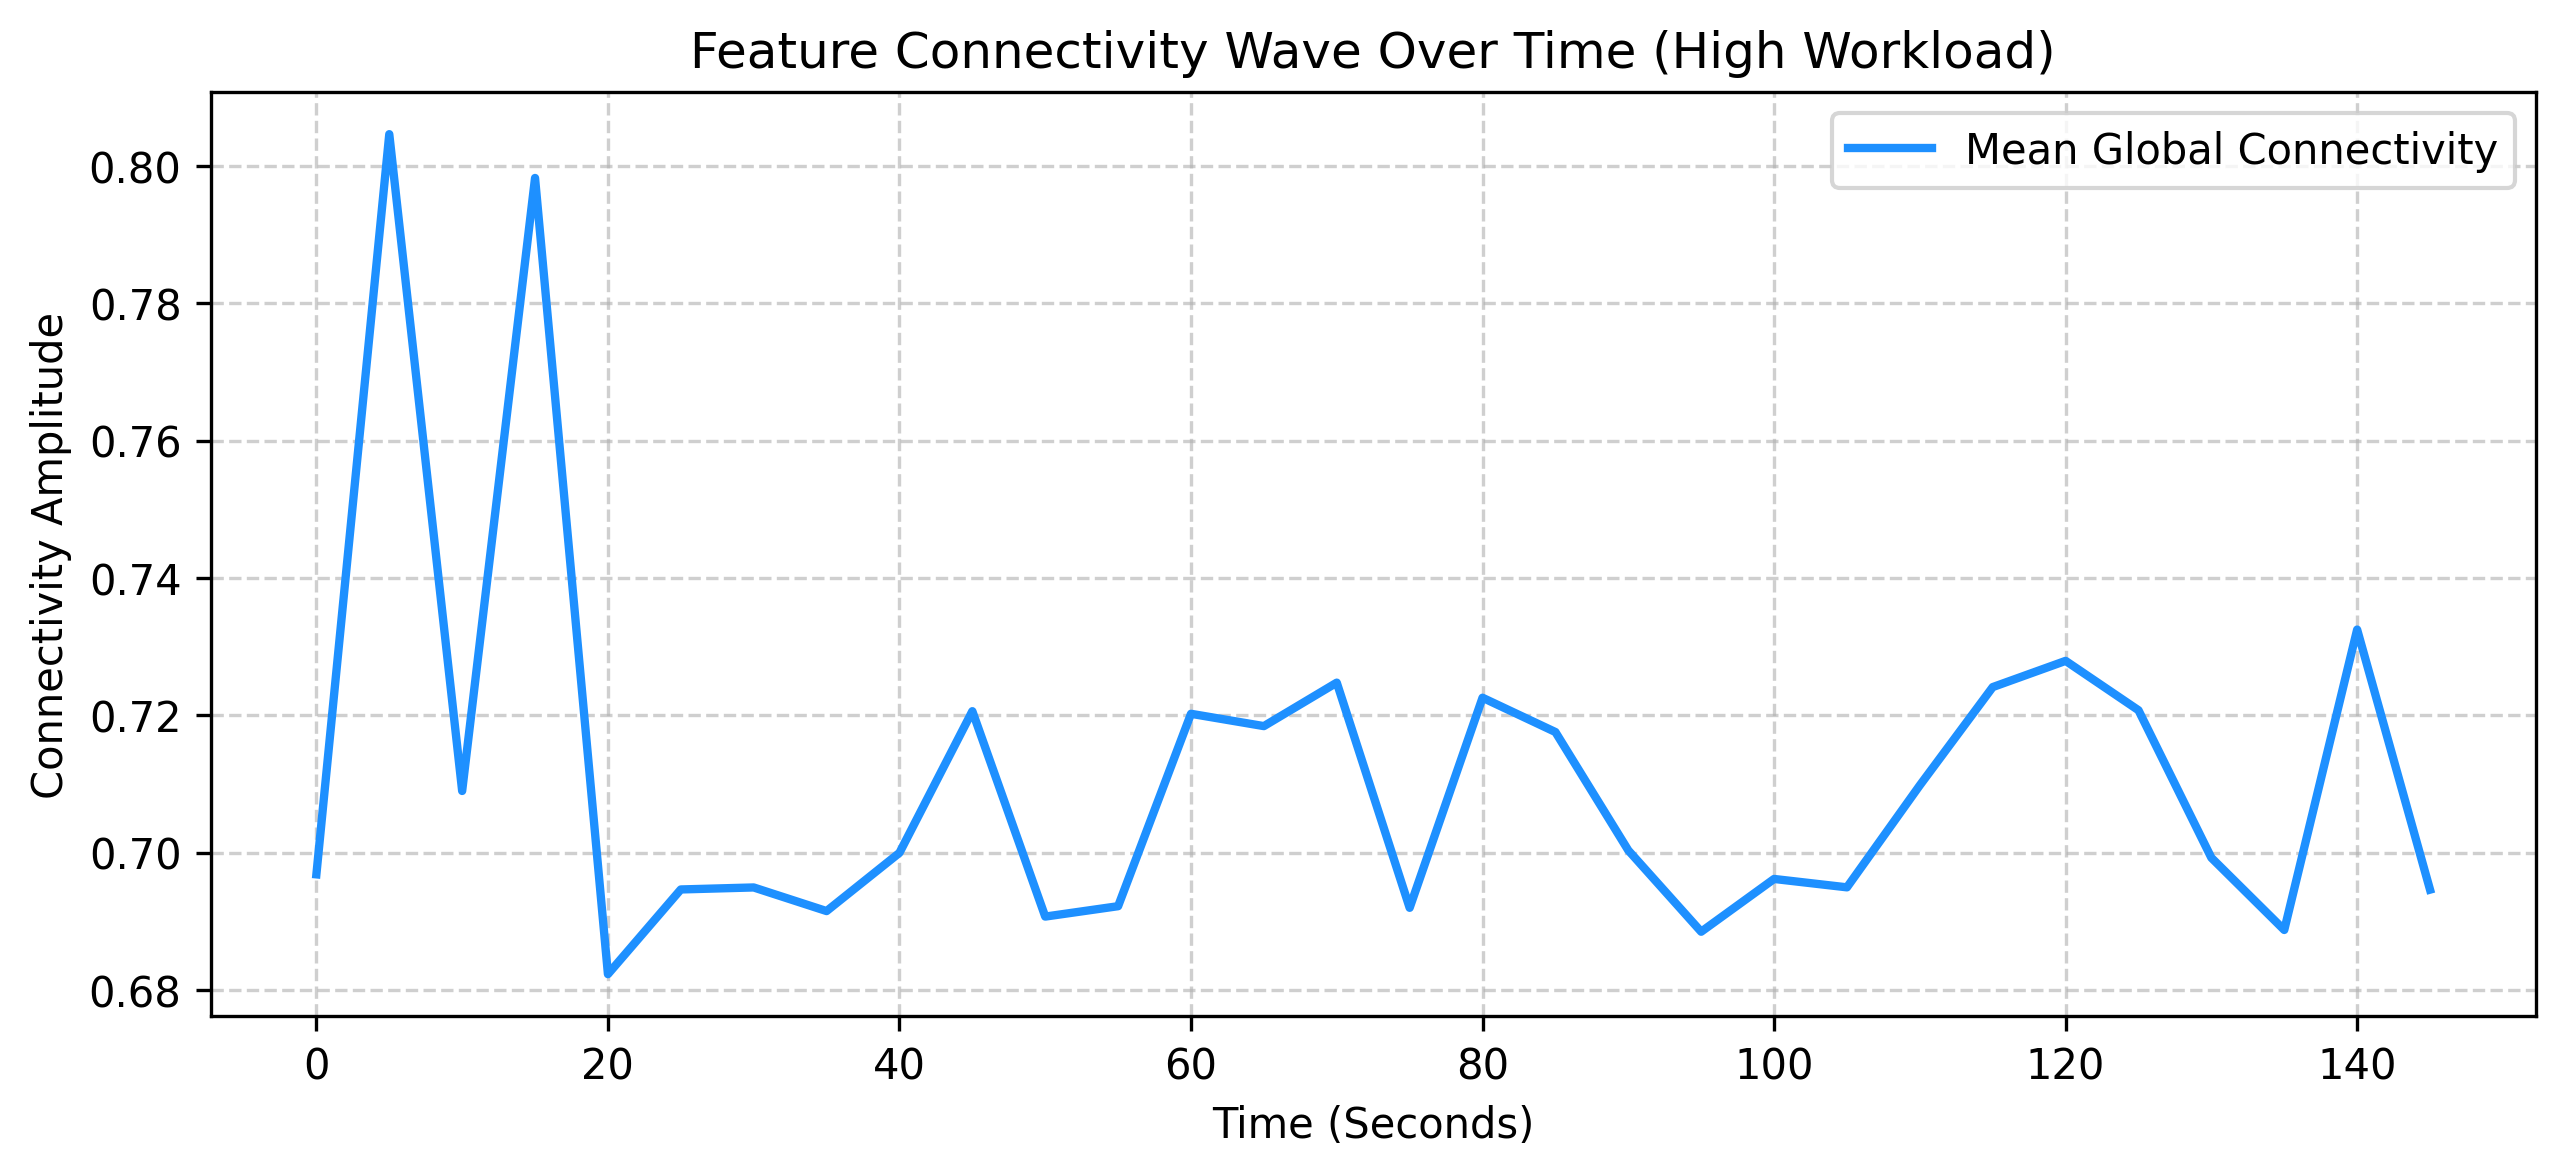 Feature Connectivity Wave Over Time (High Workload)
Mean Global Connectivity
Connectivity Amplitude
0.80
0.78
0.76
0.74
0.72
0.70
0.68
0 20 40 60 80 100 120 140
Time (Seconds)